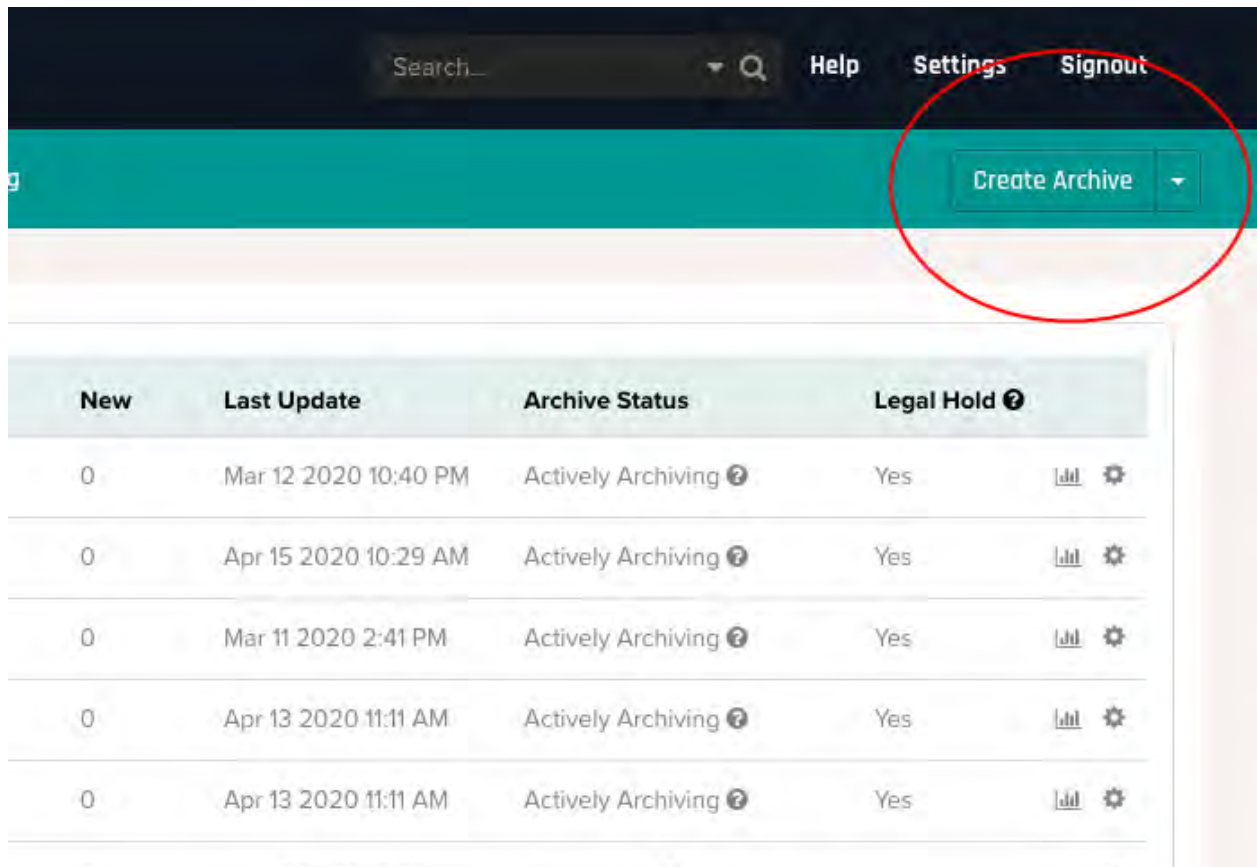 Search... Help Settings Signout
g Create Archive
New Last Update Archive Status Legal Hold
0 Mar 12 2020 10:40 PM Actively Archiving Yes
0 Apr 15 2020 10:29 AM Actively Archiving Yes
0 Mar 11 2020 2:41 PM Actively Archiving Yes
0 Apr 13 2020 11:11 AM Actively Archiving Yes
0 Apr 13 2020 11:11 AM Actively Archiving Yes